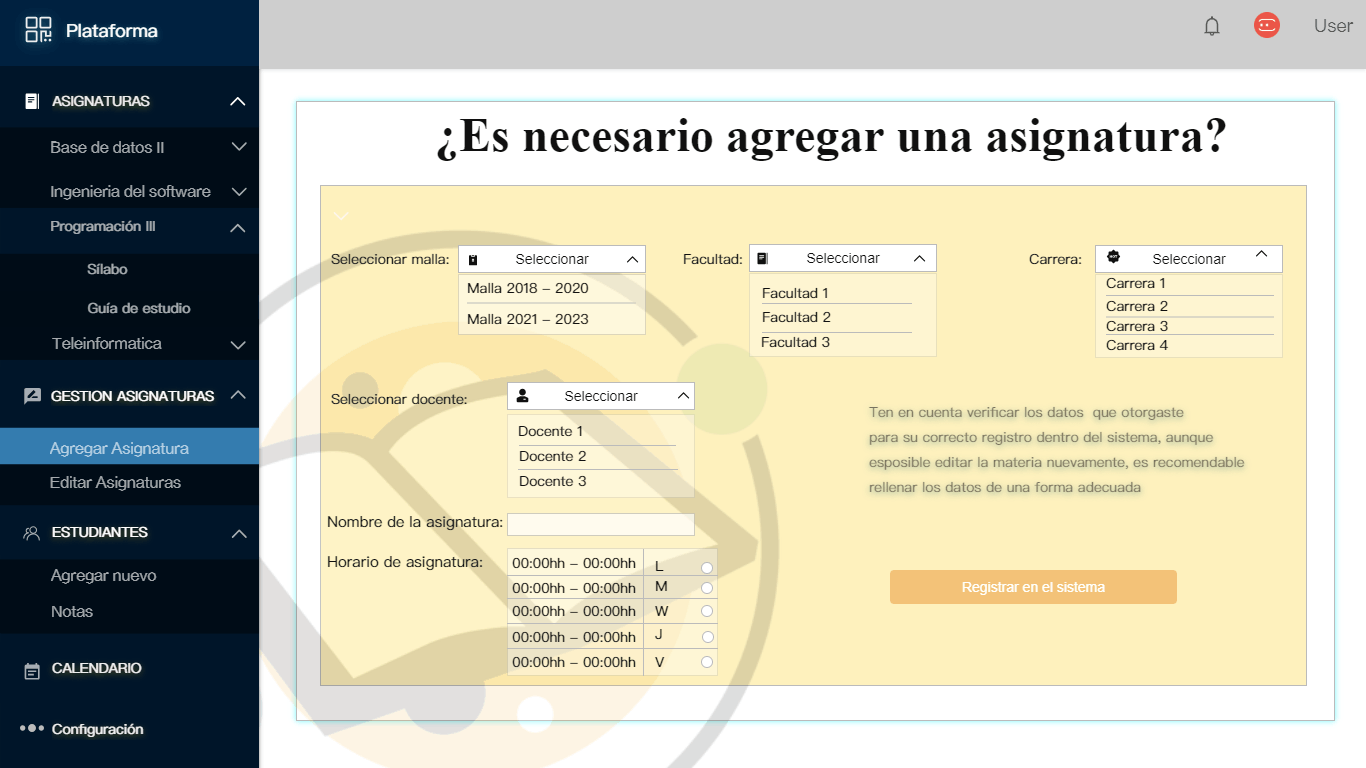 Plataforma
User
ASIGNATURAS
Base de datos II
Ingenieria del software
Programación III
Sílabo
Guía de estudio
Teleinformatica
GESTION ASIGNATURAS
Agregar Asignatura
Editar Asignaturas
ESTUDIANTES
Agregar nuevo
Notas
CALENDARIO
Configuración
¿Es necesario agregar una asignatura?
Seleccionar malla:
Seleccionar
Malla 2018 – 2020
Malla 2021 – 2023
Facultad:
Seleccionar
Facultad 1
Facultad 2
Facultad 3
Carrera:
Seleccionar
Carrera 1
Carrera 2
Carrera 3
Carrera 4
Seleccionar docente:
Seleccionar
Docente 1
Docente 2
Docente 3
Nombre de la asignatura:
Horario de asignatura:
00:00hh – 00:00hh L
00:00hh – 00:00hh M
00:00hh – 00:00hh W
00:00hh – 00:00hh J
00:00hh – 00:00hh V
Ten en cuenta verificar los datos que otorgaste
para su correcto registro dentro del sistema, aunque
esposible editar la materia nuevamente, es recomendable
rellenar los datos de una forma adecuada
Registrar en el sistema